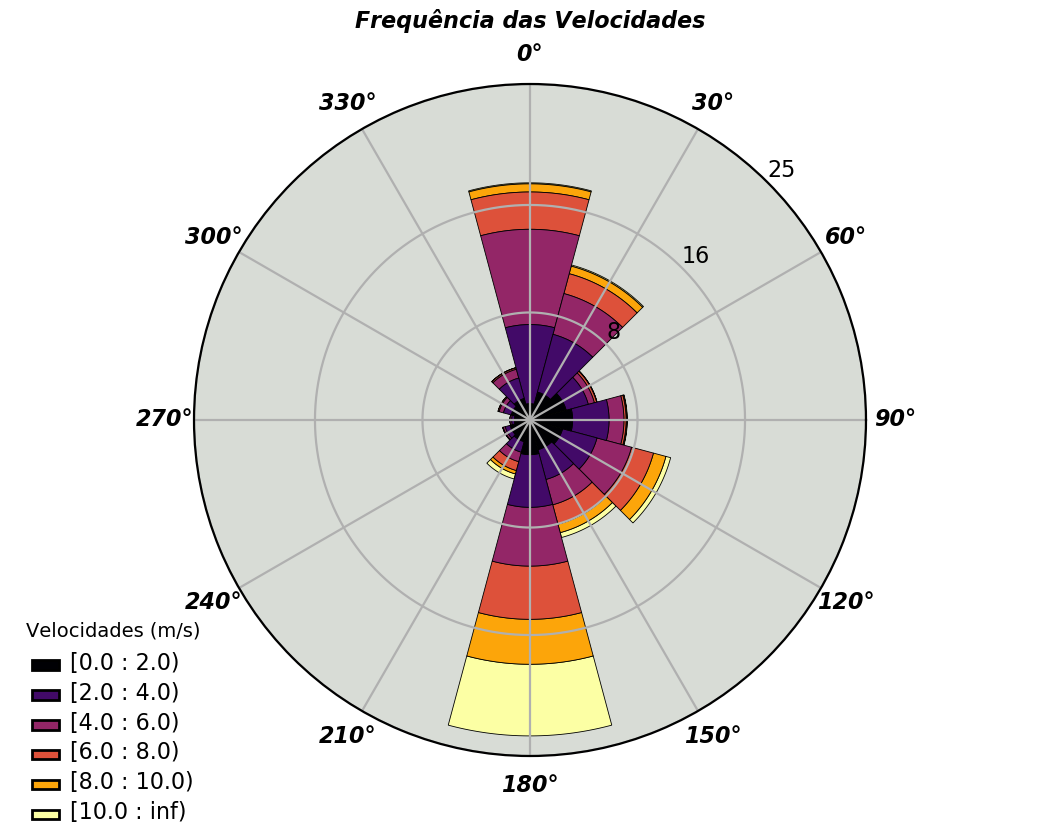 Frequência das Velocidades
0°
330°
30°
25
300°
60°
16
8
270°
90°
240°
120°
210°
150°
180°
Velocidades (m/s)
[0.0 : 2.0)
[2.0 : 4.0)
[4.0 : 6.0)
[6.0 : 8.0)
[8.0 : 10.0)
[10.0 : inf)